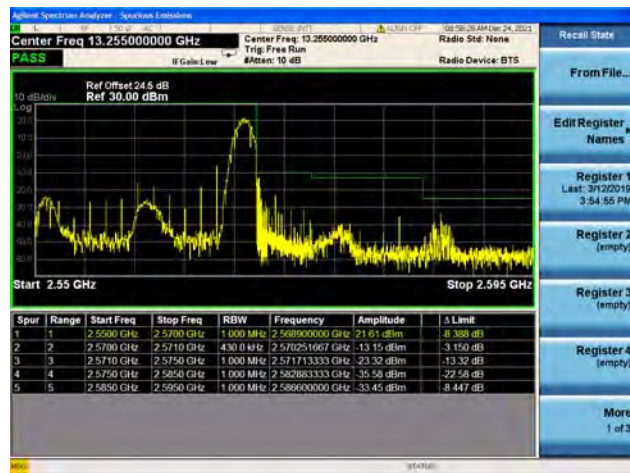 Agilent Spectrum Analyzer - Spurious Emissions
SENSE:INT ALIGN OFF 08:56:28 AM Dec 24, 2021
Center Freq 13.255000000 GHz
Center Freq: 13.255000000 GHz
Radio Std: None
Trig: Free Run
PASS
IFGain:Low
#Atten: 10 dB
Radio Device: BTS
Ref Offset 24.5 dB
10 dB/div Ref 30.00 dBm
Log
Start 2.55 GHz
Stop 2.595 GHz
Spur Range Start Freq Stop Freq RBW Frequency Amplitude Δ Limit
1 1 2.5500 GHz 2.5700 GHz 1.000 MHz 2.568900000 GHz 21.61 dBm -8.388 dB
2 2 2.5700 GHz 2.5710 GHz 430.0 kHz 2.570251667 GHz -13.15 dBm -3.150 dB
3 3 2.5710 GHz 2.5750 GHz 1.000 MHz 2.571713333 GHz -23.32 dBm -13.32 dB
4 4 2.5750 GHz 2.5850 GHz 1.000 MHz 2.582883333 GHz -35.58 dBm -22.58 dB
5 5 2.5850 GHz 2.5950 GHz 1.000 MHz 2.586600000 GHz -33.45 dBm -8.447 dB
MSG
STATUS
Recall State
From File...
Edit Register
Names
Register 1
Last: 3/12/2019
3:54:55 PM
Register 2
(empty)
Register 3
(empty)
Register 4
(empty)
More
1 of 3